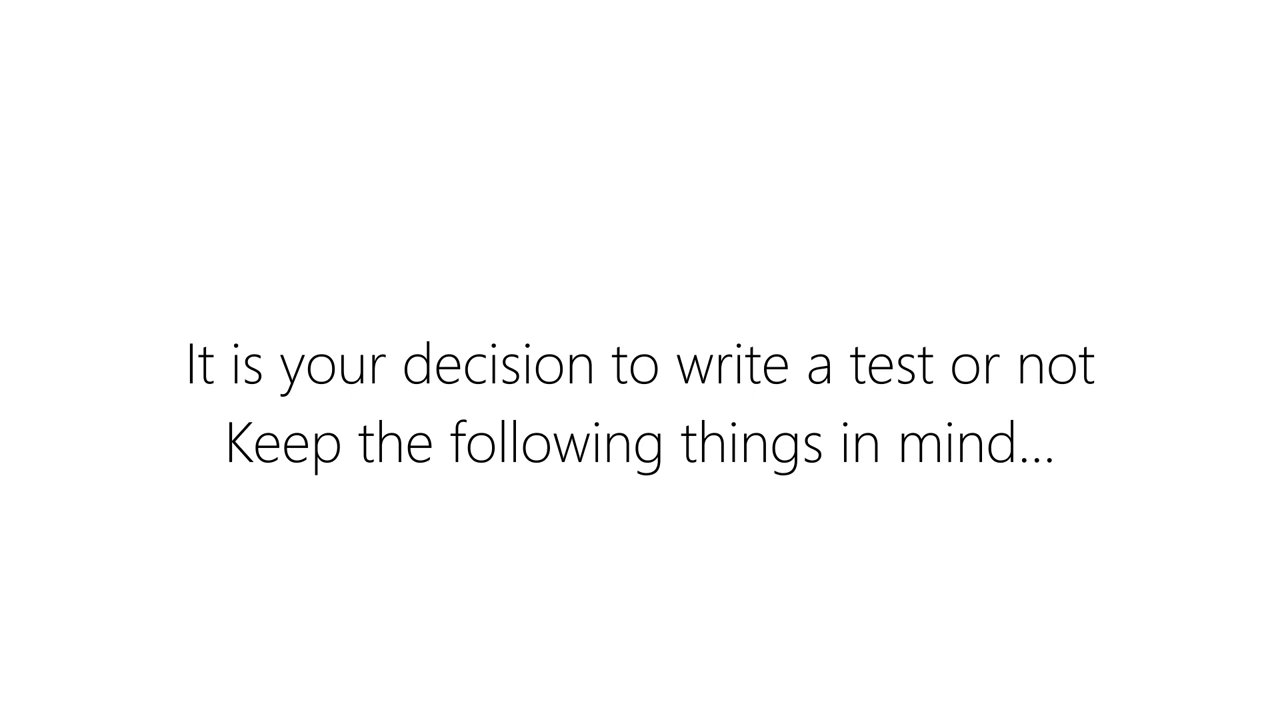 It is your decision to write a test or not
Keep the following things in mind...